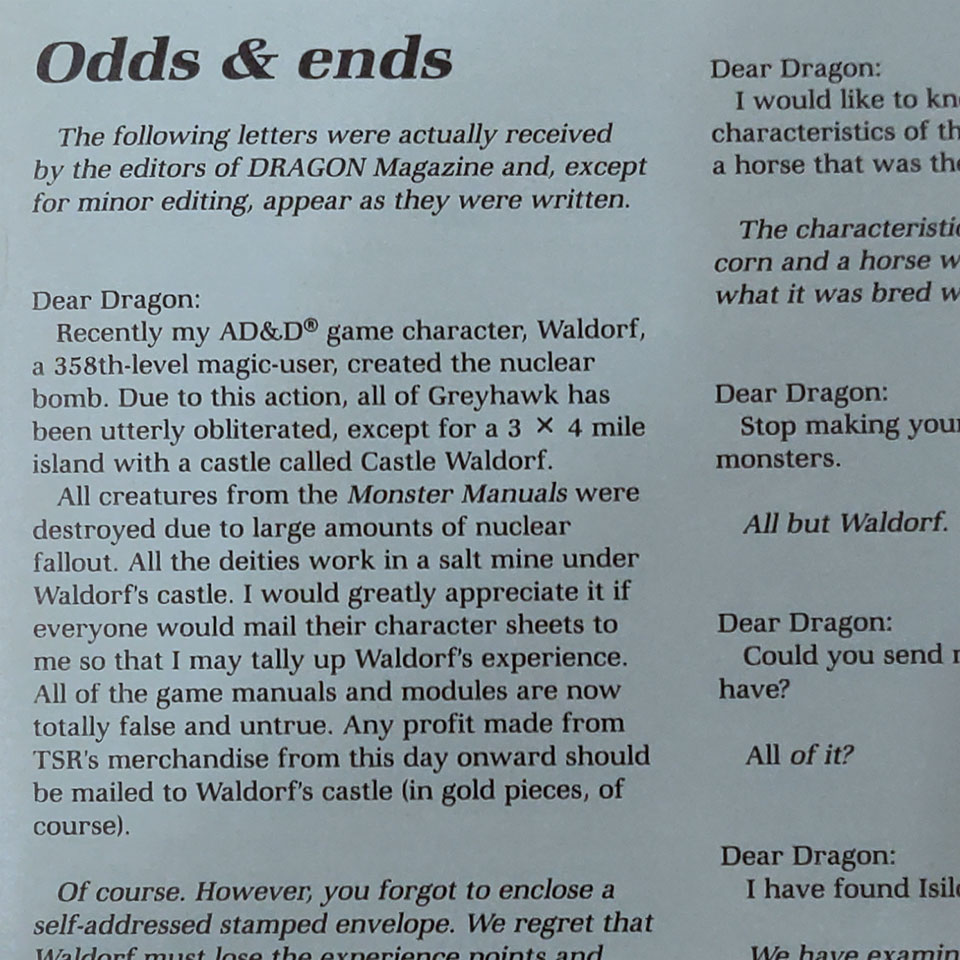 Odds & ends
The following letters were actually received
by the editors of DRAGON Magazine and, except
for minor editing, appear as they were written.
Dear Dragon:
Recently my AD&D® game character, Waldorf,
a 358th-level magic-user, created the nuclear
bomb. Due to this action, all of Greyhawk has
been utterly obliterated, except for a 3 × 4 mile
island with a castle called Castle Waldorf.
All creatures from the Monster Manuals were
destroyed due to large amounts of nuclear
fallout. All the deities work in a salt mine under
Waldorf's castle. I would greatly appreciate it if
everyone would mail their character sheets to
me so that I may tally up Waldorf's experience.
All of the game manuals and modules are now
totally false and untrue. Any profit made from
TSR's merchandise from this day onward should
be mailed to Waldorf's castle (in gold pieces, of
course).
Of course. However, you forgot to enclose a
self-addressed stamped envelope. We regret that
Waldorf must lose the experience points and
Dear Dragon:
I would like to
characteristics of
a horse that was
The
corn and a horse
what it was bred
Dear Dragon:
Stop making
monsters.
All but Waldorf.
Dear Dragon:
Could you send
have?
All of it?
Dear Dragon:
I have found
We have